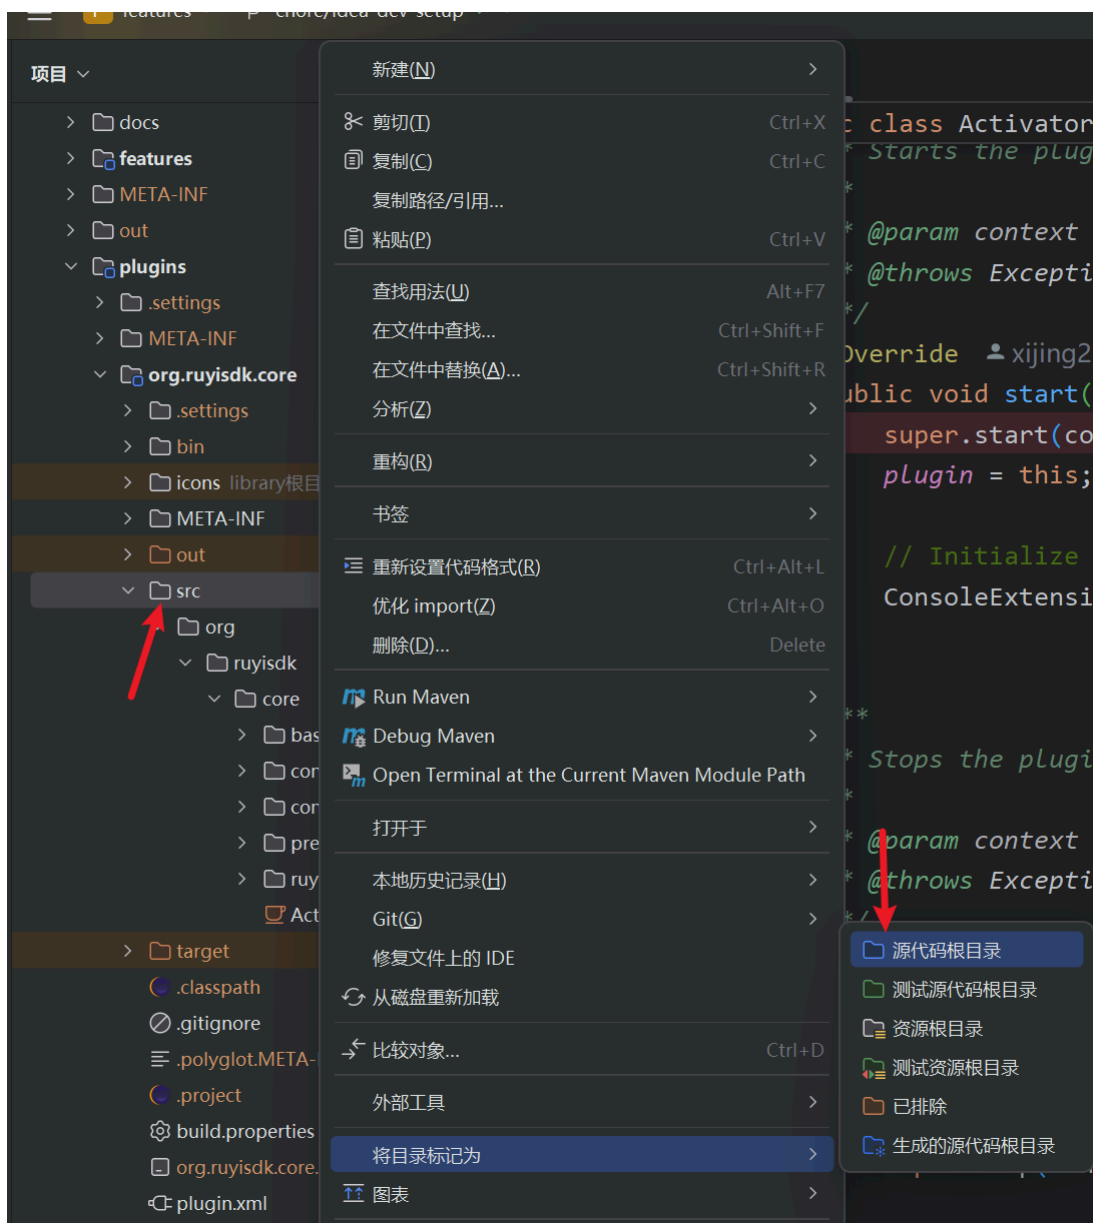 features chore/idea-dev-setup
项目
docs
features
META-INF
out
plugins
.settings
META-INF
org.ruyisdk.core
.settings
bin
icons library根目
META-INF
out
src
org
ruyisdk
core
bas
cor
cor
pre
ruy
Act
target
.classpath
.gitignore
.polyglot.META-
.project
build.properties
org.ruyisdk.core.
plugin.xml
新建(N)
剪切(T) Ctrl+X
复制(C) Ctrl+C
复制路径/引用...
粘贴(P) Ctrl+V
查找用法(U) Alt+F7
在文件中查找... Ctrl+Shift+F
在文件中替换(A)... Ctrl+Shift+R
分析(Z)
重构(R)
书签
重新设置代码格式(R) Ctrl+Alt+L
优化 import(Z) Ctrl+Alt+O
删除(D)... Delete
Run Maven
Debug Maven
Open Terminal at the Current Maven Module Path
打开于
本地历史记录(H)
Git(G)
修复文件上的 IDE
从磁盘重新加载
比较对象... Ctrl+D
外部工具
将目录标记为
图表
源代码根目录
测试源代码根目录
资源根目录
测试资源根目录
已排除
生成的源代码根目录
c class Activator
* Starts the plug
*
* @param context
* @throws Excepti
*/
Override xijing2
ublic void start(
super.start(co
plugin = this;
// Initialize
ConsoleExtensi
**
* Stops the plugi
*
* @param context
* @throws Excepti
*/